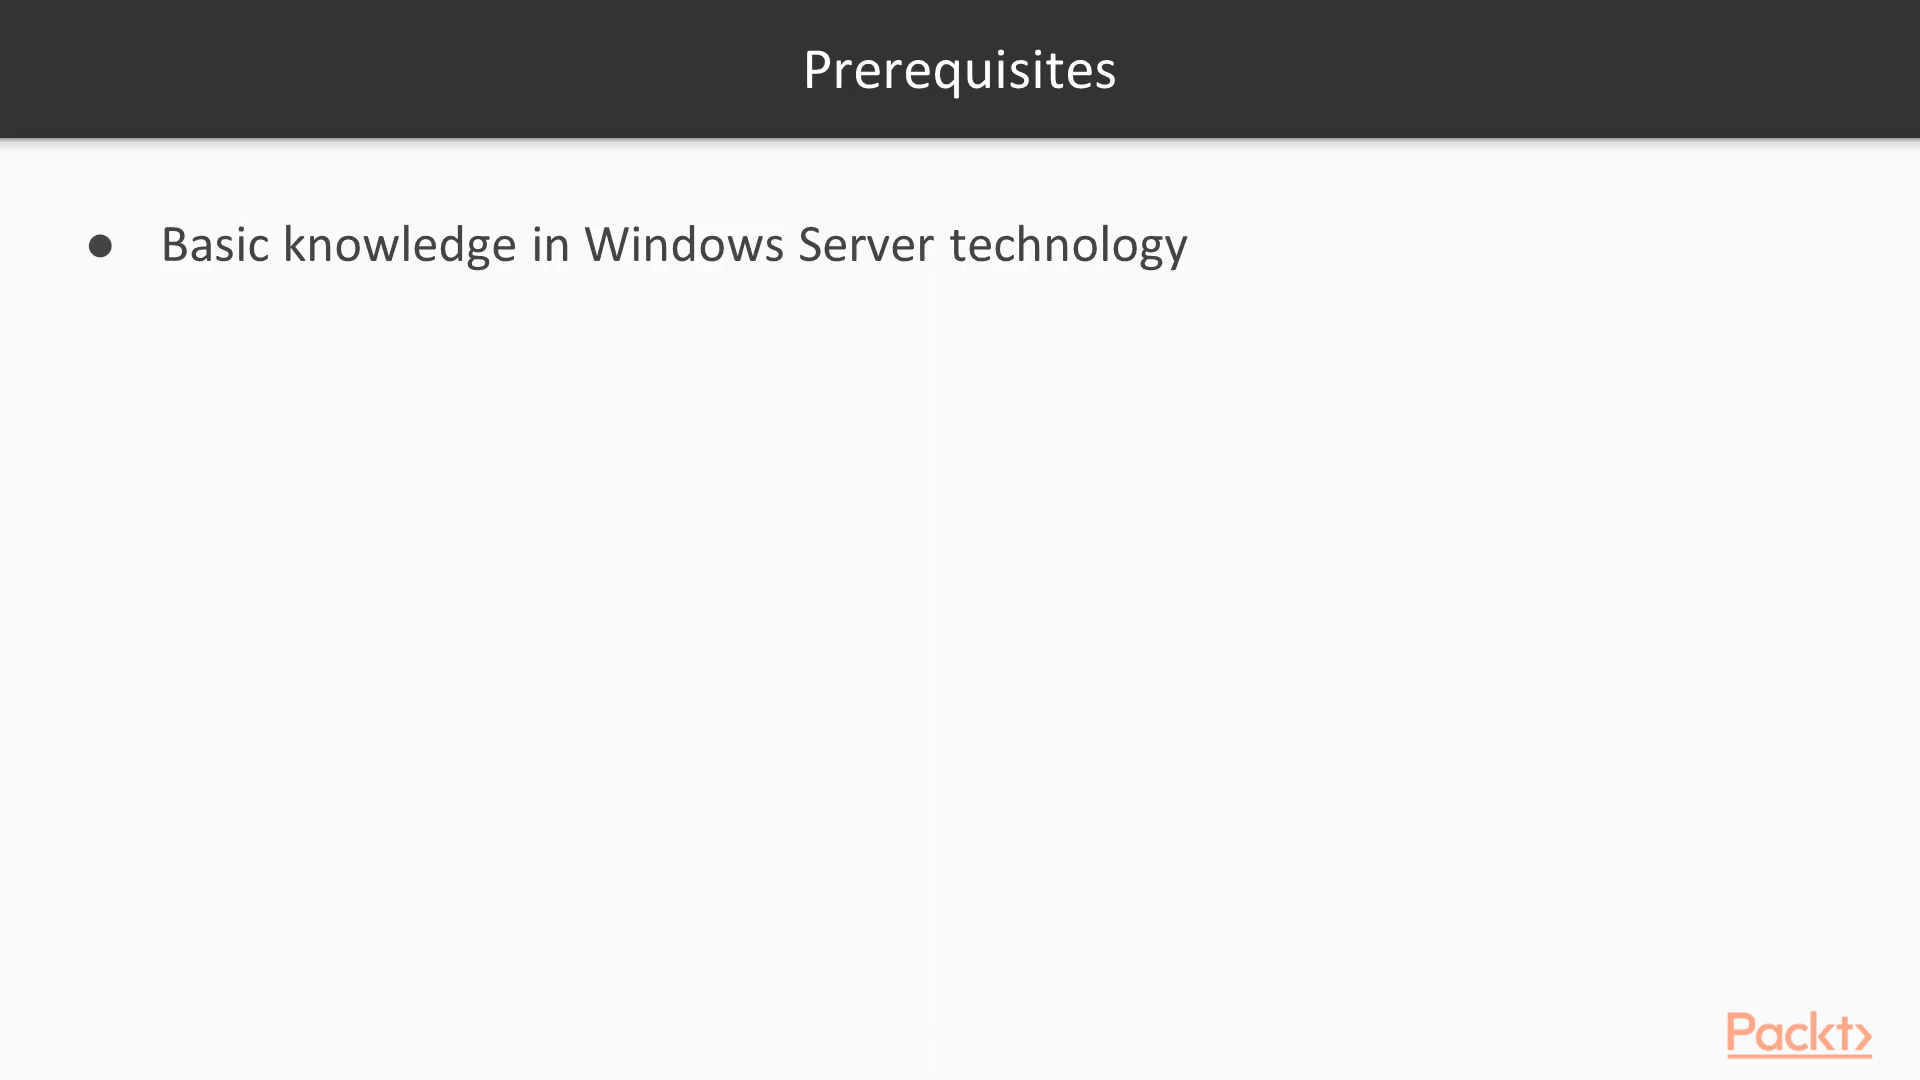 Prerequisites
● Basic knowledge in Windows Server technology
Packt>